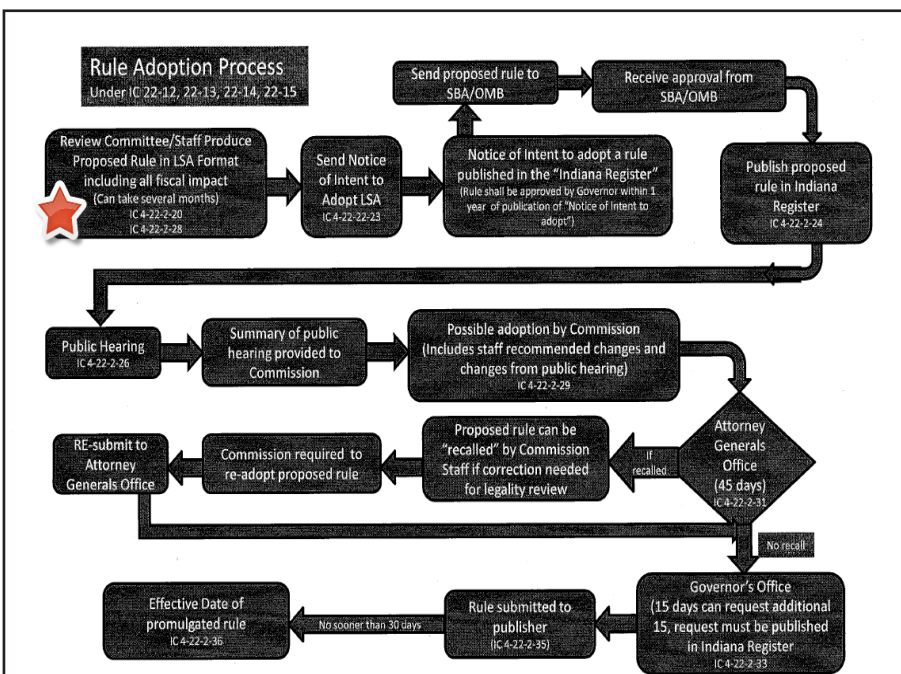 Rule Adoption Process
Under IC 22-12, 22-13, 22-14, 22-15
Review Committee/Staff Produce
Proposed Rule in LSA Format
including all fiscal impact
(Can take several months)
IC 4-22-2-20
IC 4-22-2-28
Send Notice
of Intent to
Adopt LSA
IC 4-22-22-23
Notice of Intent to adopt a rule
published in the "Indiana Register"
(Rule shall be approved by Governor within 1
year of publication of "Notice of Intent to
adopt")
Send proposed rule to
SBA/OMB
Receive approval from
SBA/OMB
Publish proposed
rule in Indiana
Register
IC 4-22-2-24
Public Hearing
IC 4-22-2-26
Summary of public
hearing provided to
Commission
Possible adoption by Commission
(Includes staff recommended changes and
changes from public hearing)
IC 4-22-2-29
Attorney
Generals
Office
(45 days)
IC 4-22-2-31
If
recalled
Proposed rule can be
"recalled" by Commission
Staff if correction needed
for legality review
Commission required to
re-adopt proposed rule
RE-submit to
Attorney
Generals Office
No recall
Governor's Office
(15 days can request additional
15, request must be published
in Indiana Register
IC 4-22-2-33
Rule submitted to
publisher
(IC 4-22-2-35)
No sooner than 30 days
Effective Date of
promulgated rule
IC 4-22-2-36